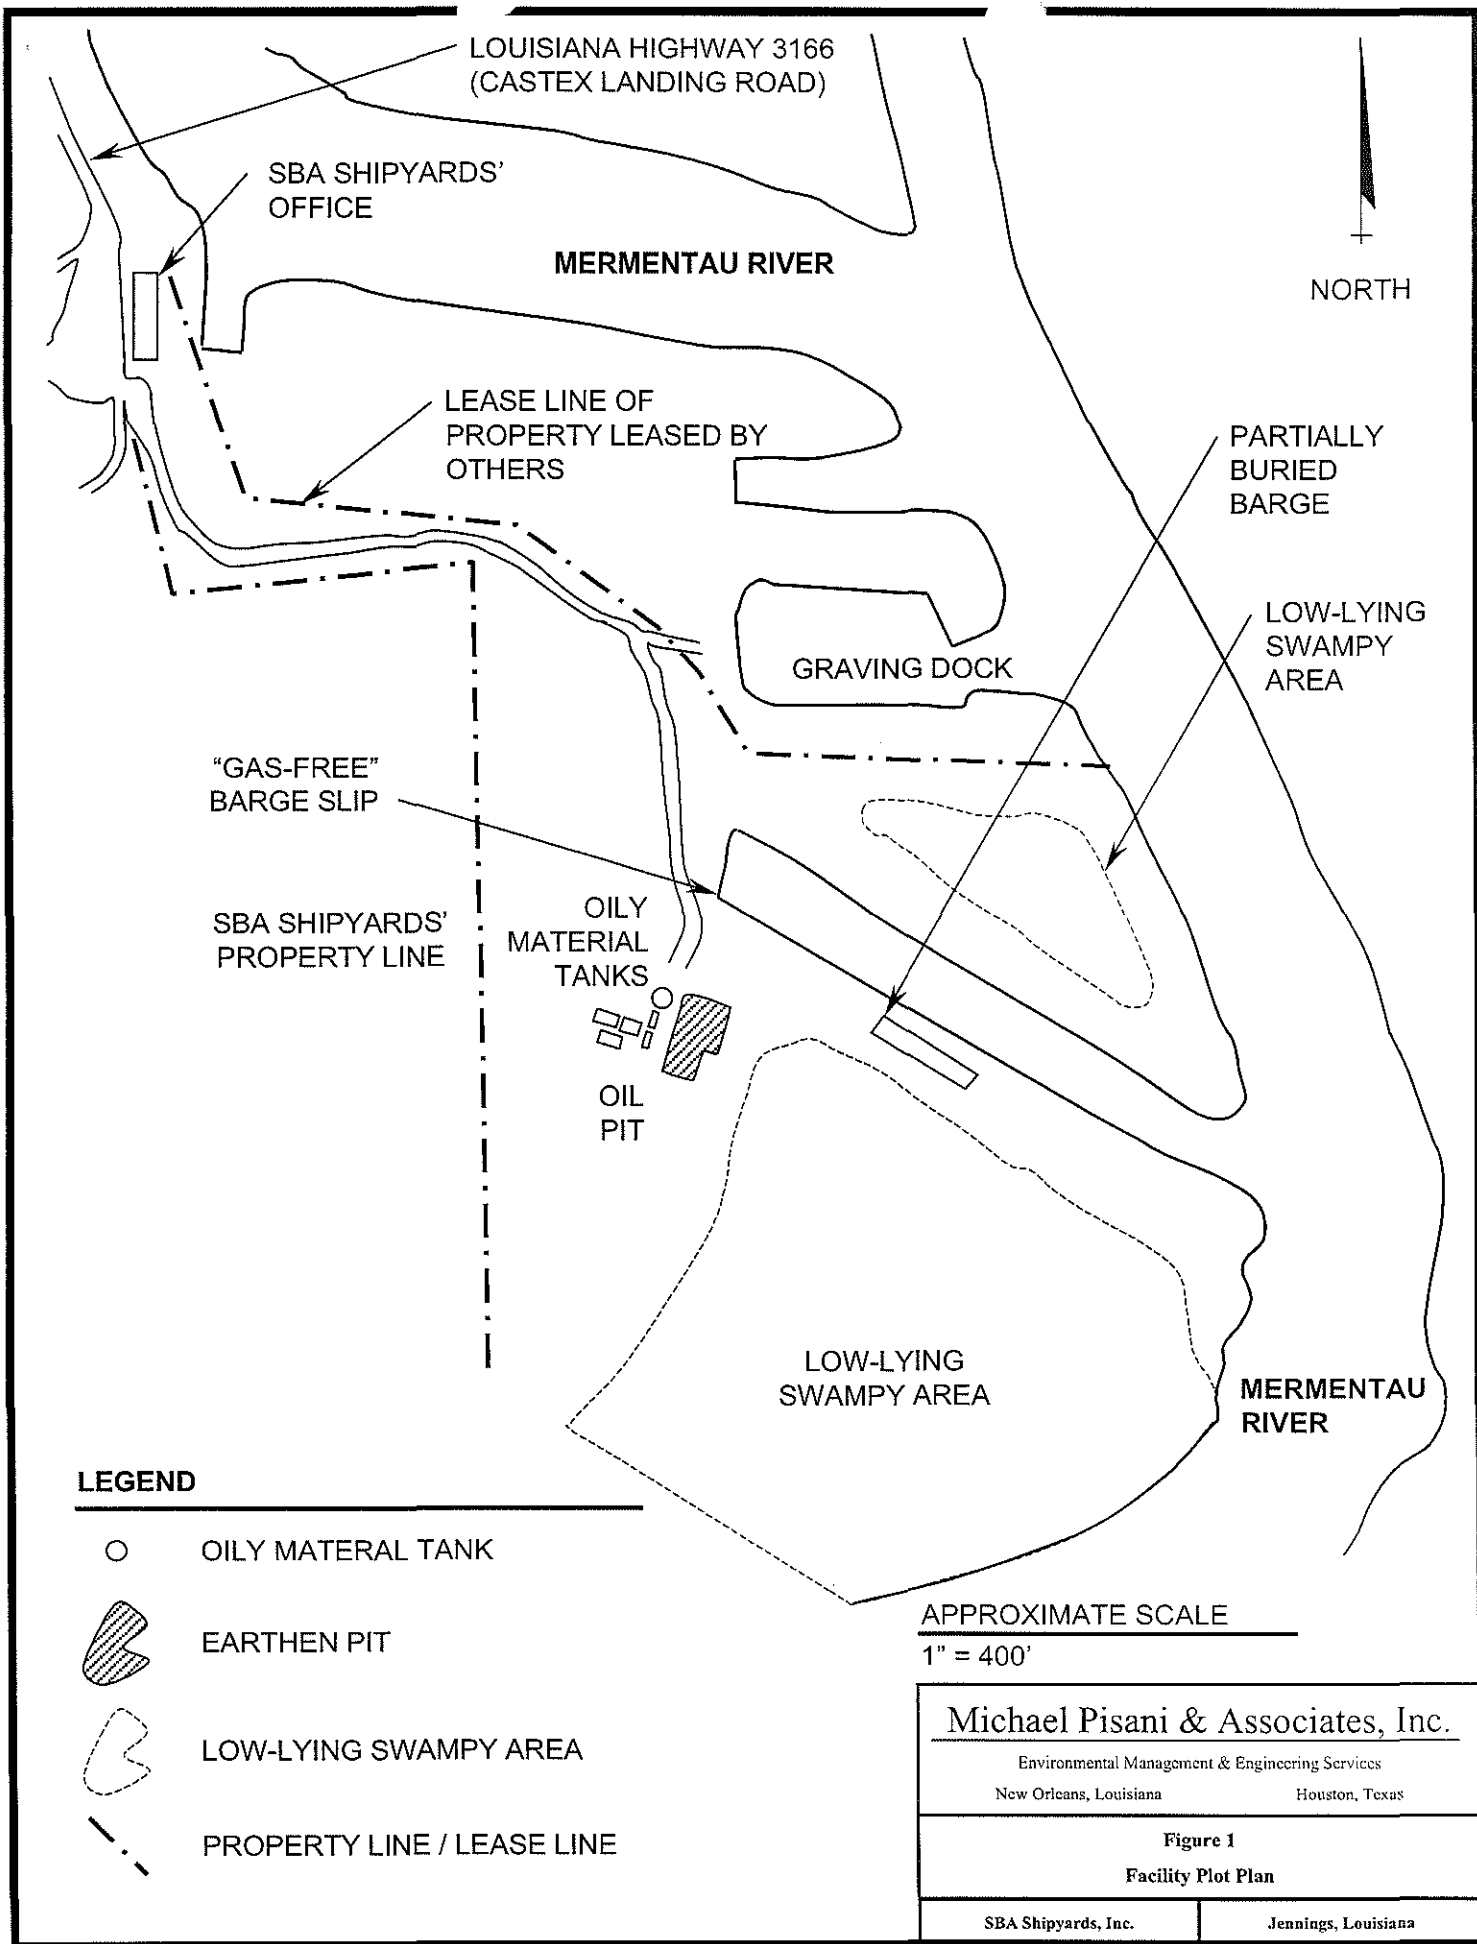 LOUISIANA HIGHWAY 3166
(CASTEX LANDING ROAD)
SBA SHIPYARDS'
OFFICE
MERMENTAU RIVER
NORTH
LEASE LINE OF
PROPERTY LEASED BY
OTHERS
PARTIALLY
BURIED
BARGE
LOW-LYING
SWAMPY
AREA
GRAVING DOCK
“GAS-FREE”
BARGE SLIP
SBA SHIPYARDS'
PROPERTY LINE
OILY
MATERIAL
TANKS
OIL
PIT
LOW-LYING
SWAMPY AREA
MERMENTAU
RIVER
LEGEND
OILY MATERAL TANK
EARTHEN PIT
LOW-LYING SWAMPY AREA
PROPERTY LINE / LEASE LINE
APPROXIMATE SCALE
1” = 400’
Michael Pisani & Associates, Inc.
Environmental Management & Engineering Services
New Orleans, Louisiana Houston, Texas
Figure 1
Facility Plot Plan
SBA Shipyards, Inc. Jennings, Louisiana